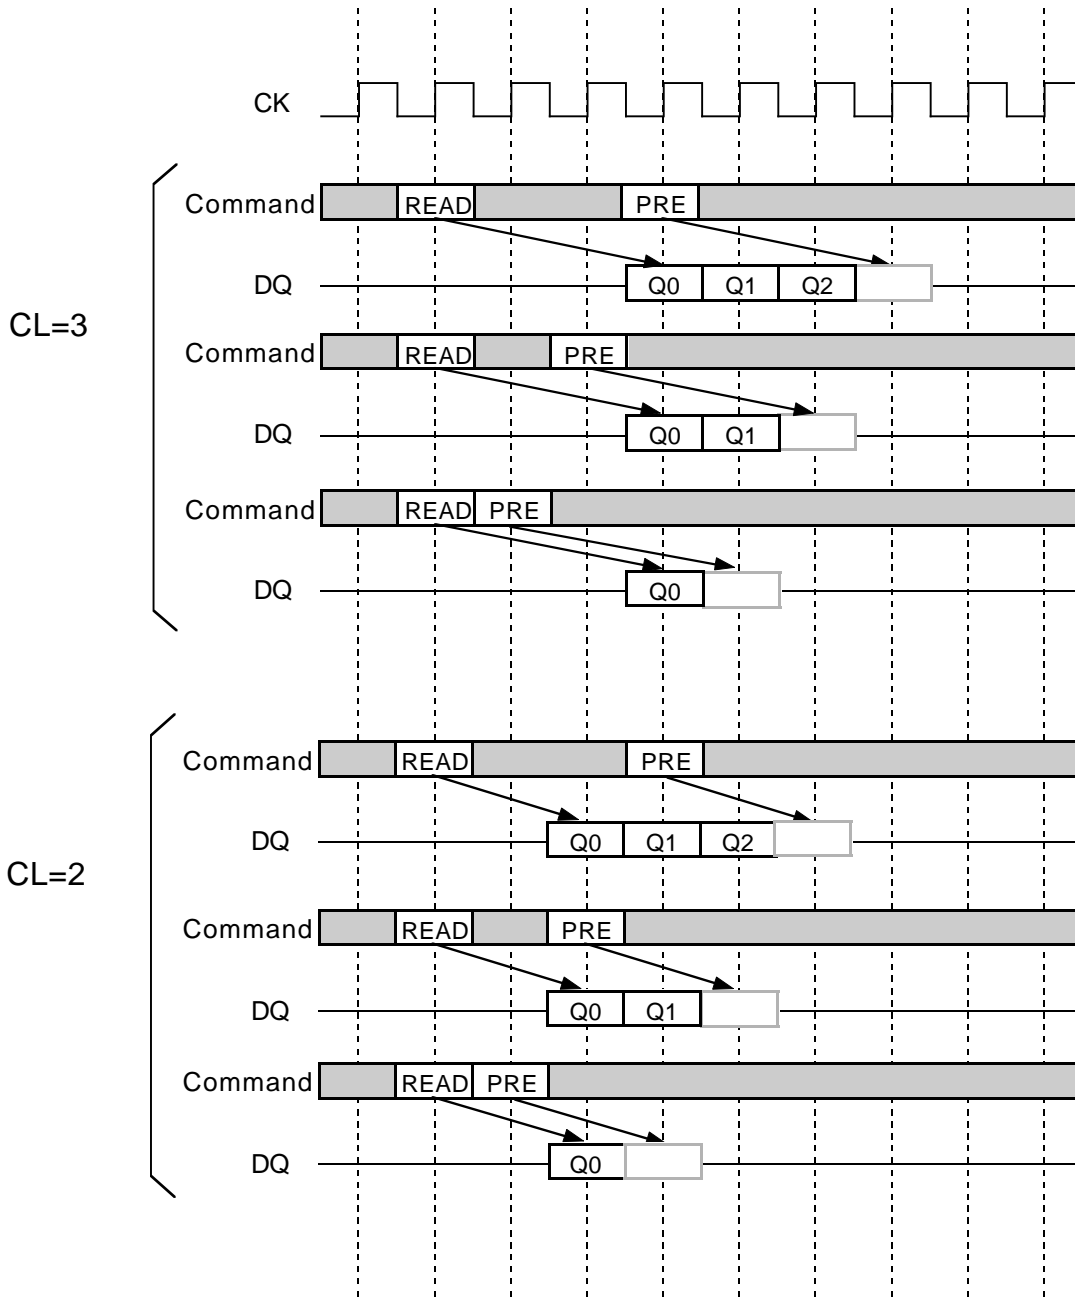 CK
Command READ PRE
DQ Q0 Q1 Q2
CL=3
Command READ PRE
DQ Q0 Q1
Command READ PRE
DQ Q0
Command READ PRE
DQ Q0 Q1 Q2
CL=2
Command READ PRE
DQ Q0 Q1
Command READ PRE
DQ Q0